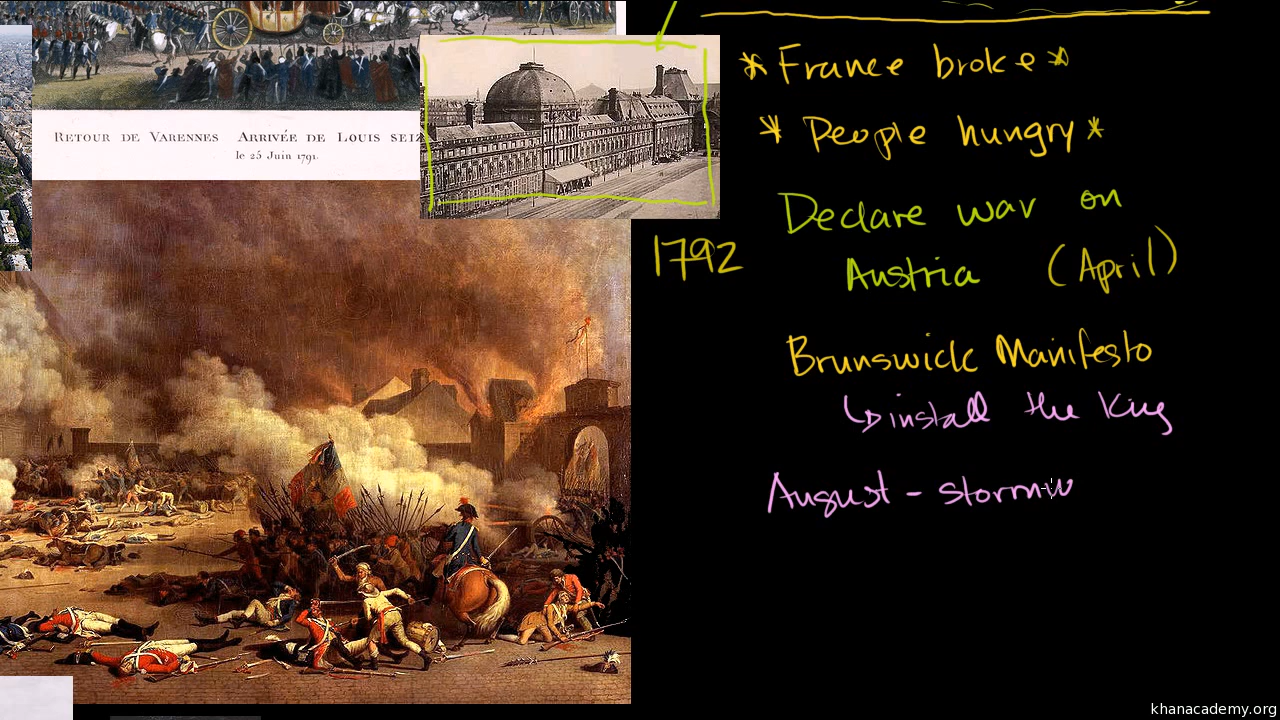 RETOUR DE VARENNES ARRIVÉE DE LOUIS SEIZ
le 25 Juin 1791.
*France broke*
*People hungry*
Declare war on
1792
Austria (April)
Brunswick Manifesto
↳install the King
August - stormin
khanacademy.org